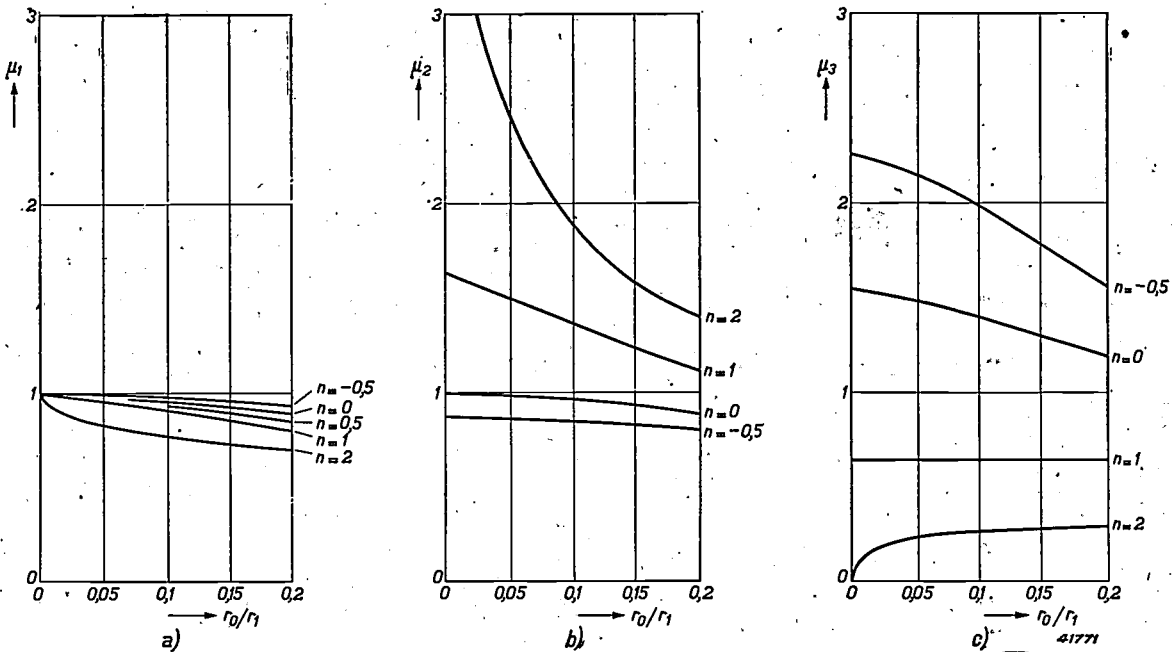 3
μ1
2
1
0
0 0,05 0,1 0,15 0,2
r0/r1
n=-0,5
n=0
n=0,5
n=1
n=2
a)
3
μ2
2
1
0
0 0,05 0,1 0,15 0,2
r0/r1
n=2
n=1
n=0
n=-0,5
b)
3
μ3
2
1
0
0 0,05 0,1 0,15 0,2
r0/r1
n=-0,5
n=0
n=1
n=2
c)
41771